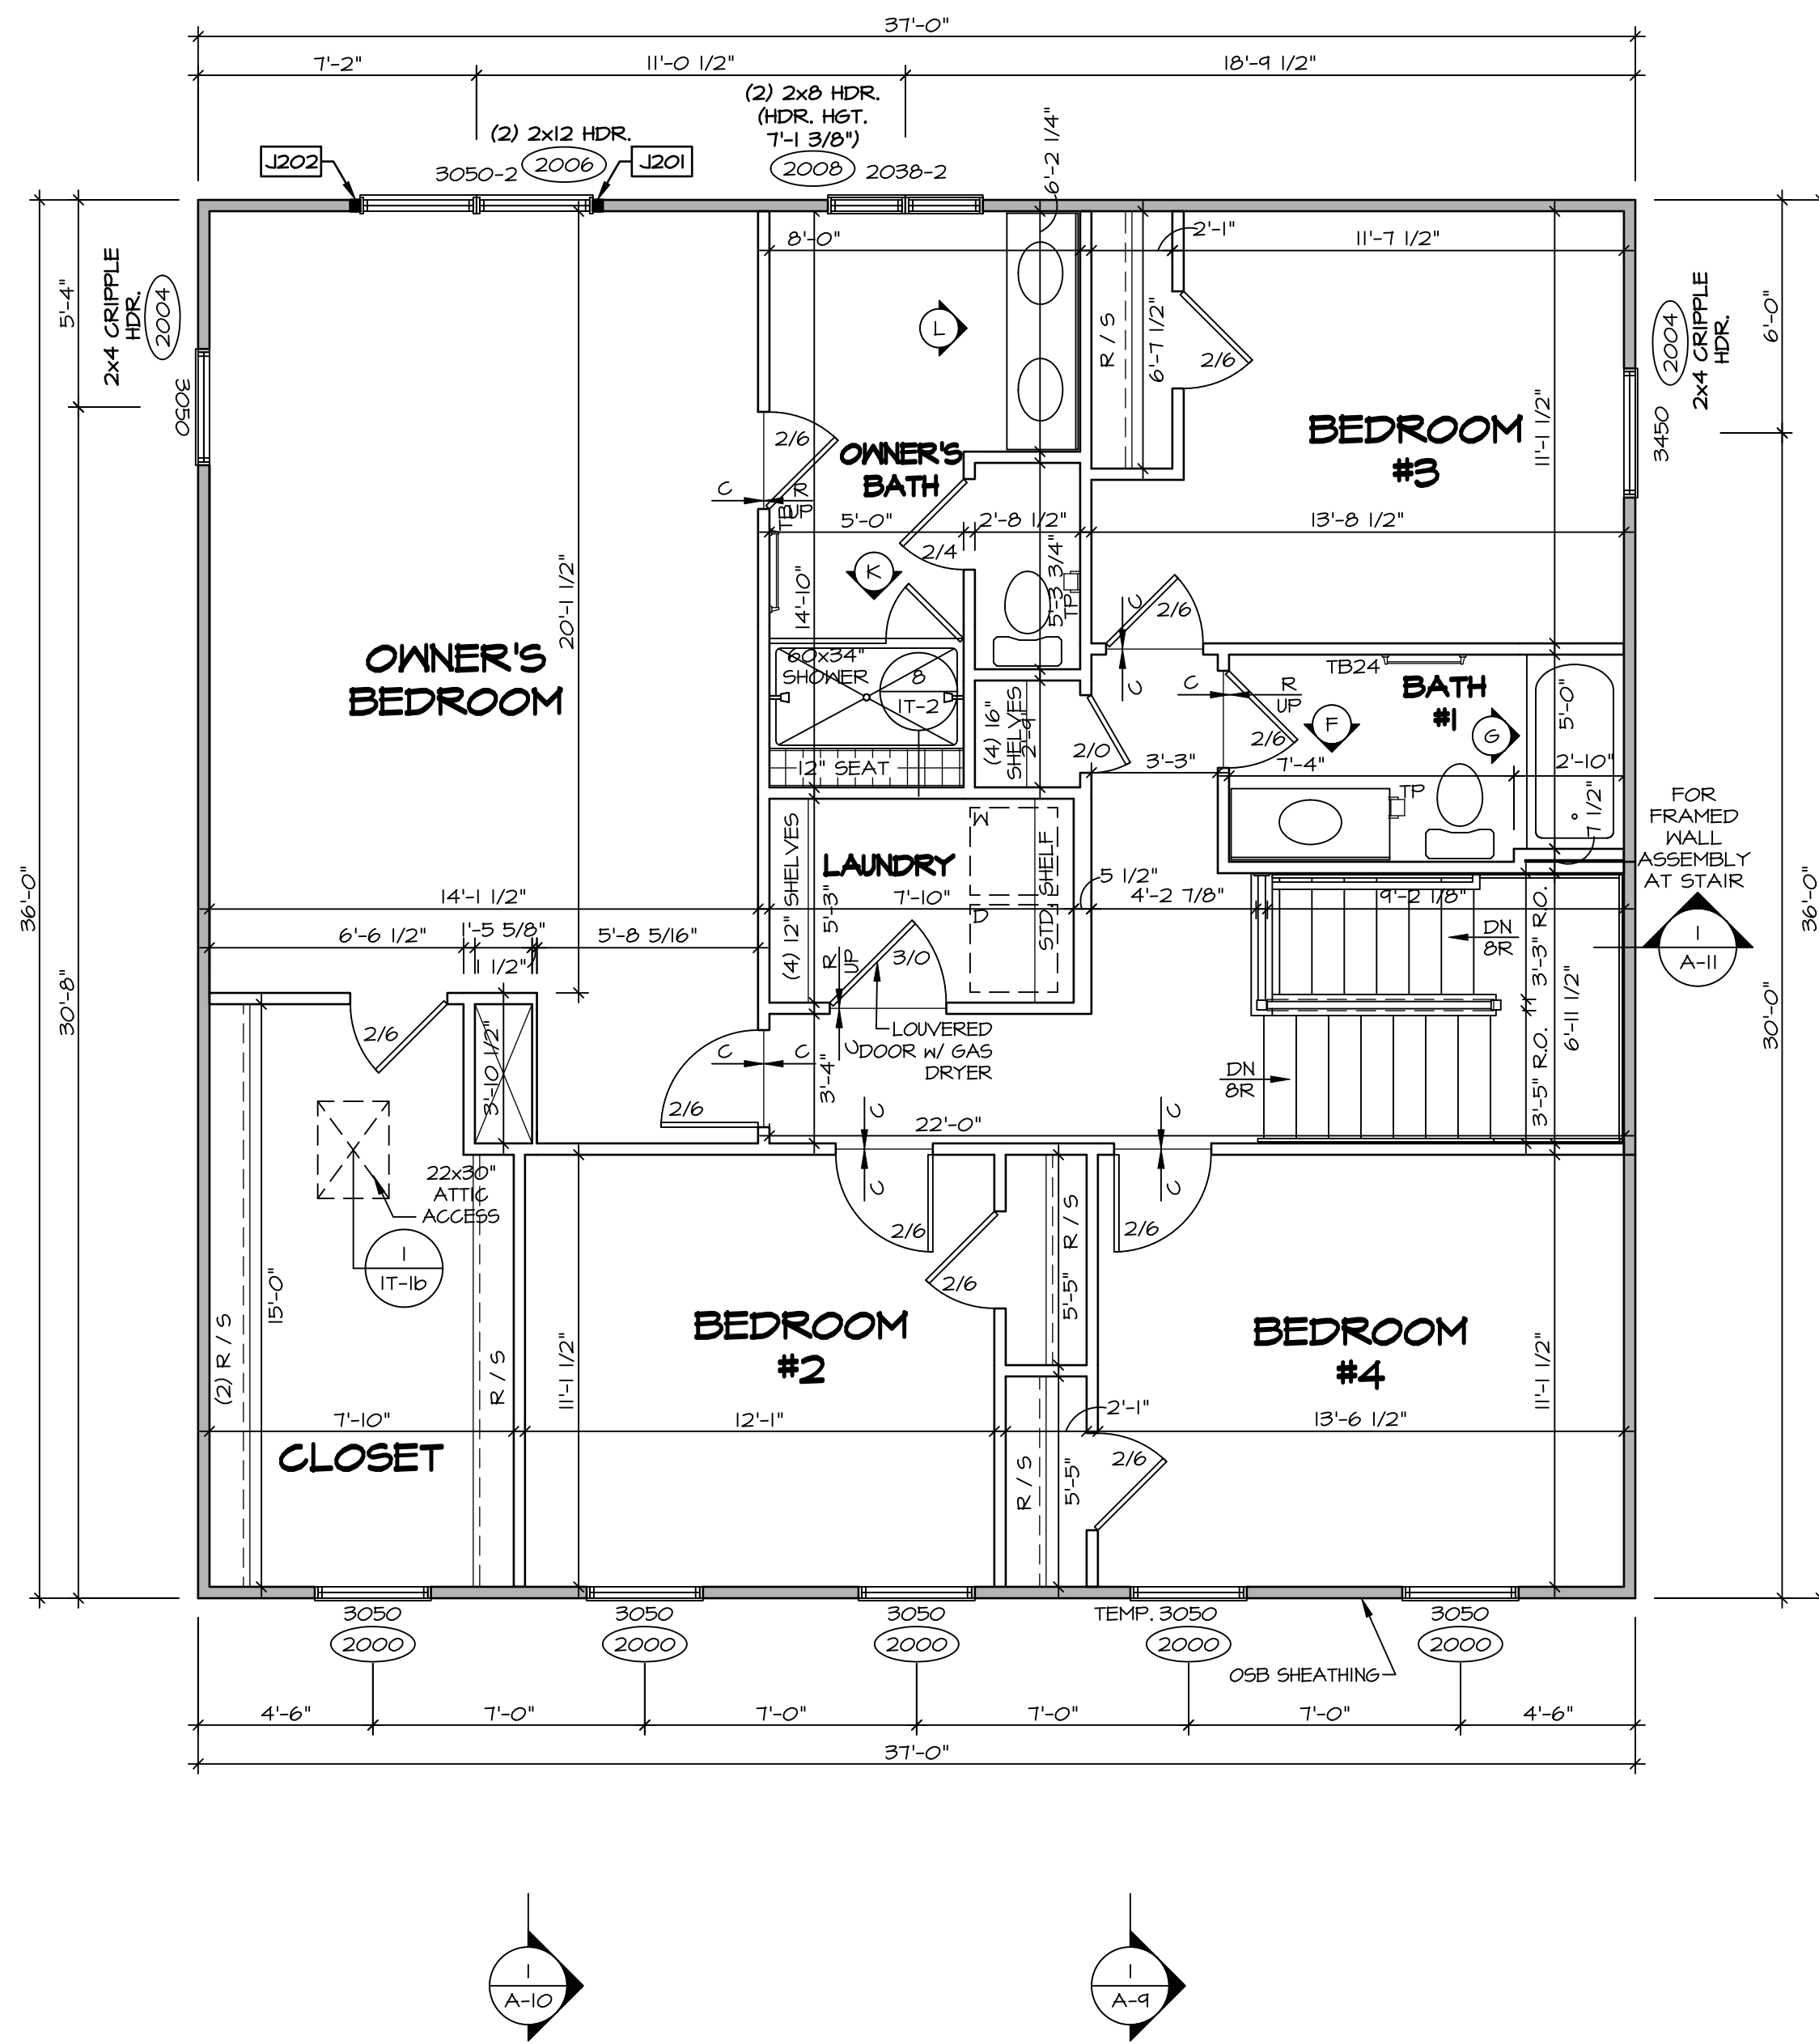 37'-0"
7'-2"
11'-0 1/2"
18'-9 1/2"
(2) 2x8 HDR.
(HDR. HGT.
7'-1 3/8")
(2) 2x12 HDR.
J202
3050-2
2006
J201
2008
2038-2
6'-2 1/4"
8'-0"
2'-1"
11'-7 1/2"
5'-4"
2x4 CRIPPLE
HDR.
2004
3050
2004
2x4 CRIPPLE
HDR.
6'-0"
3450
L
R / S
6'-7 1/2"
2/6
11'-1 1/2"
BEDROOM
#3
2/6
OWNER'S
BATH
C
R
UP
5'-0"
2'-8 1/2"
13'-8 1/2"
2/4
K
14'-10"
5'-3 3/4"
TP
20'-1 1/2"
C
2/6
C
OWNER'S
BEDROOM
60x34"
SHOWER
8
IT-2
12" SEAT
(4) 16"
SHELVES
2'-9"
2/0
3'-3"
C
R
UP
2/6
TB24
BATH
#1
F
G
5'-0"
7'-4"
2'-10"
TP
7 1/2"
FOR
FRAMED
WALL
ASSEMBLY
AT STAIR
1
A-11
36'-0"
30'-8"
36'-0"
30'-0"
LAUNDRY
W
D
(4) 12" SHELVES
5'-3"
7'-10"
STD. SHELF
5 1/2"
4'-2 7/8"
9'-2 1/8"
14'-1 1/2"
6'-6 1/2"
1'-5 5/8"
5'-8 5/16"
1 1/2"
R
UP
3/0
DN
8R
3'-3" R.O.
6'-11 1/2"
C
LOUVERED
DOOR w/ GAS
DRYER
2/6
3'-10 1/2"
C
C
3'-4"
2/6
DN
8R
3'-5" R.O.
22'-0"
C
C
C
C
22x30"
ATTIC
ACCESS
1
IT-1b
2/6
2/6
2/6
R / S
5'-5"
15'-0"
(2) R / S
R / S
11'-1 1/2"
BEDROOM
#2
BEDROOM
#4
11'-1 1/2"
7'-10"
12'-1"
2'-1"
13'-6 1/2"
CLOSET
R / S
5'-5"
2/6
3050
3050
3050
TEMP. 3050
3050
2000
2000
2000
2000
2000
OSB SHEATHING
4'-6"
7'-0"
7'-0"
7'-0"
7'-0"
4'-6"
37'-0"
1
A-10
1
A-9